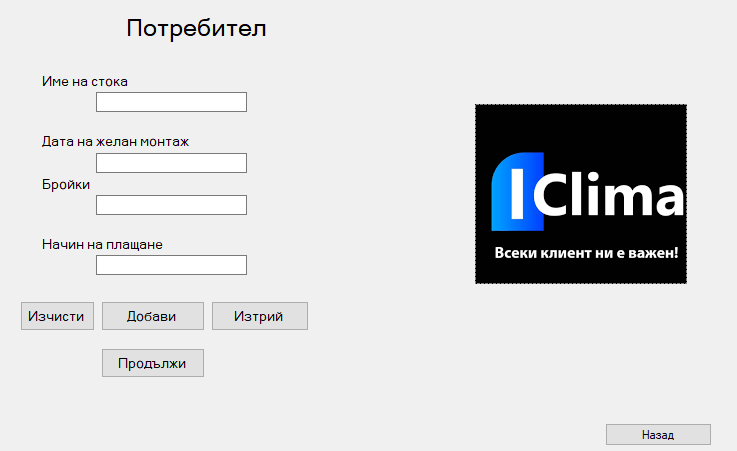 Потребител
Име на стока
Дата на желан монтаж
Бройки
Начин на плащане
Изчисти
Добави
Изтрий
Продължи
IClima
Всеки клиент ни е важен!
Назад